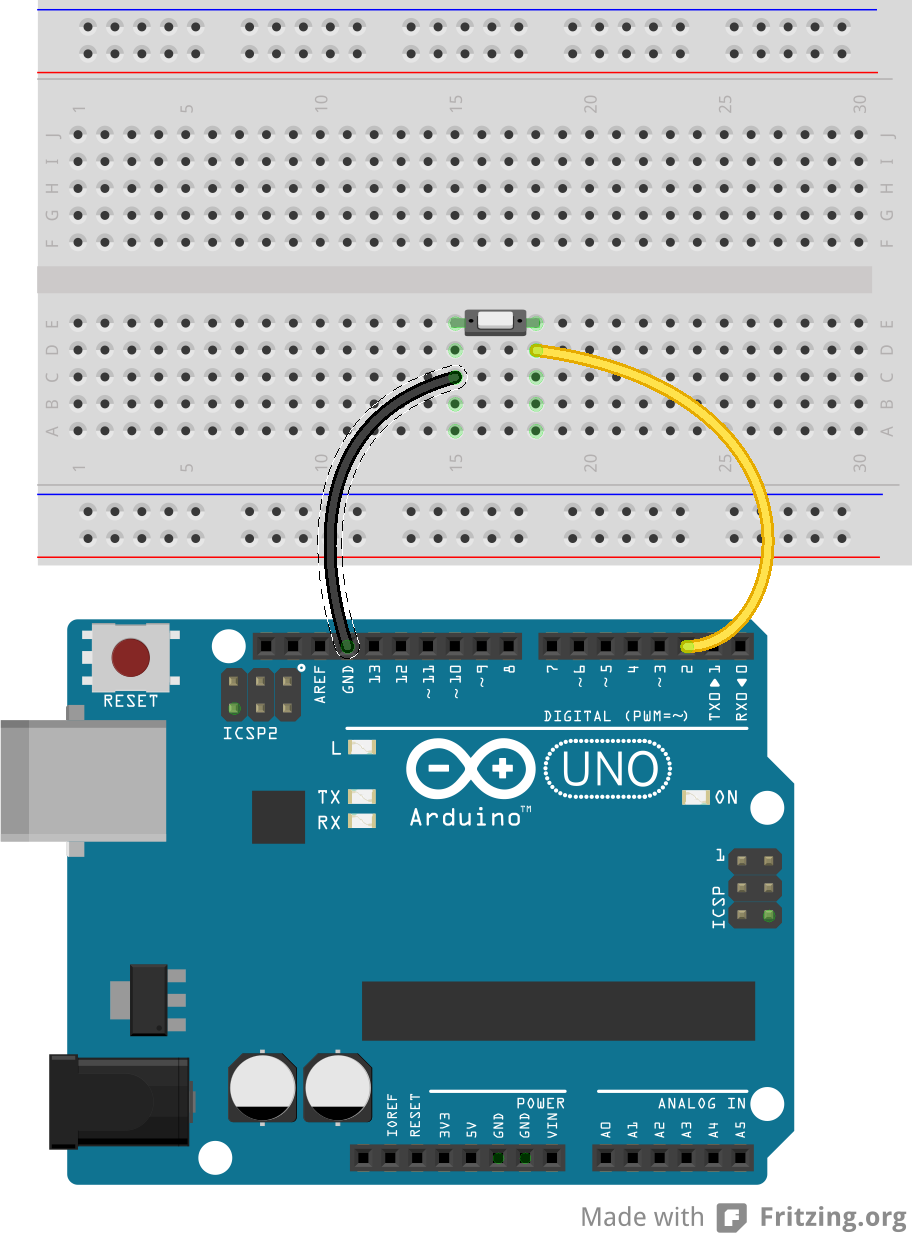 1 5 10 15 20 25 30
J J
I I
H H
G G
F F
E E
D D
C C
B B
A A
1 5 10 15 20 25 30
RESET
ICSP2
AREF
GND
13
12
~11
~10
~9
8
7
~6
~5
4
~3
2
TX0▶1
RX0◀0
DIGITAL (PWM=~)
L
TX
RX
Arduino™
UNO
ON
1
ICSP
POWER
ANALOG IN
IOREF
RESET
3V3
5V
GND
GND
VIN
A0
A1
A2
A3
A4
A5
Made with Fritzing.org